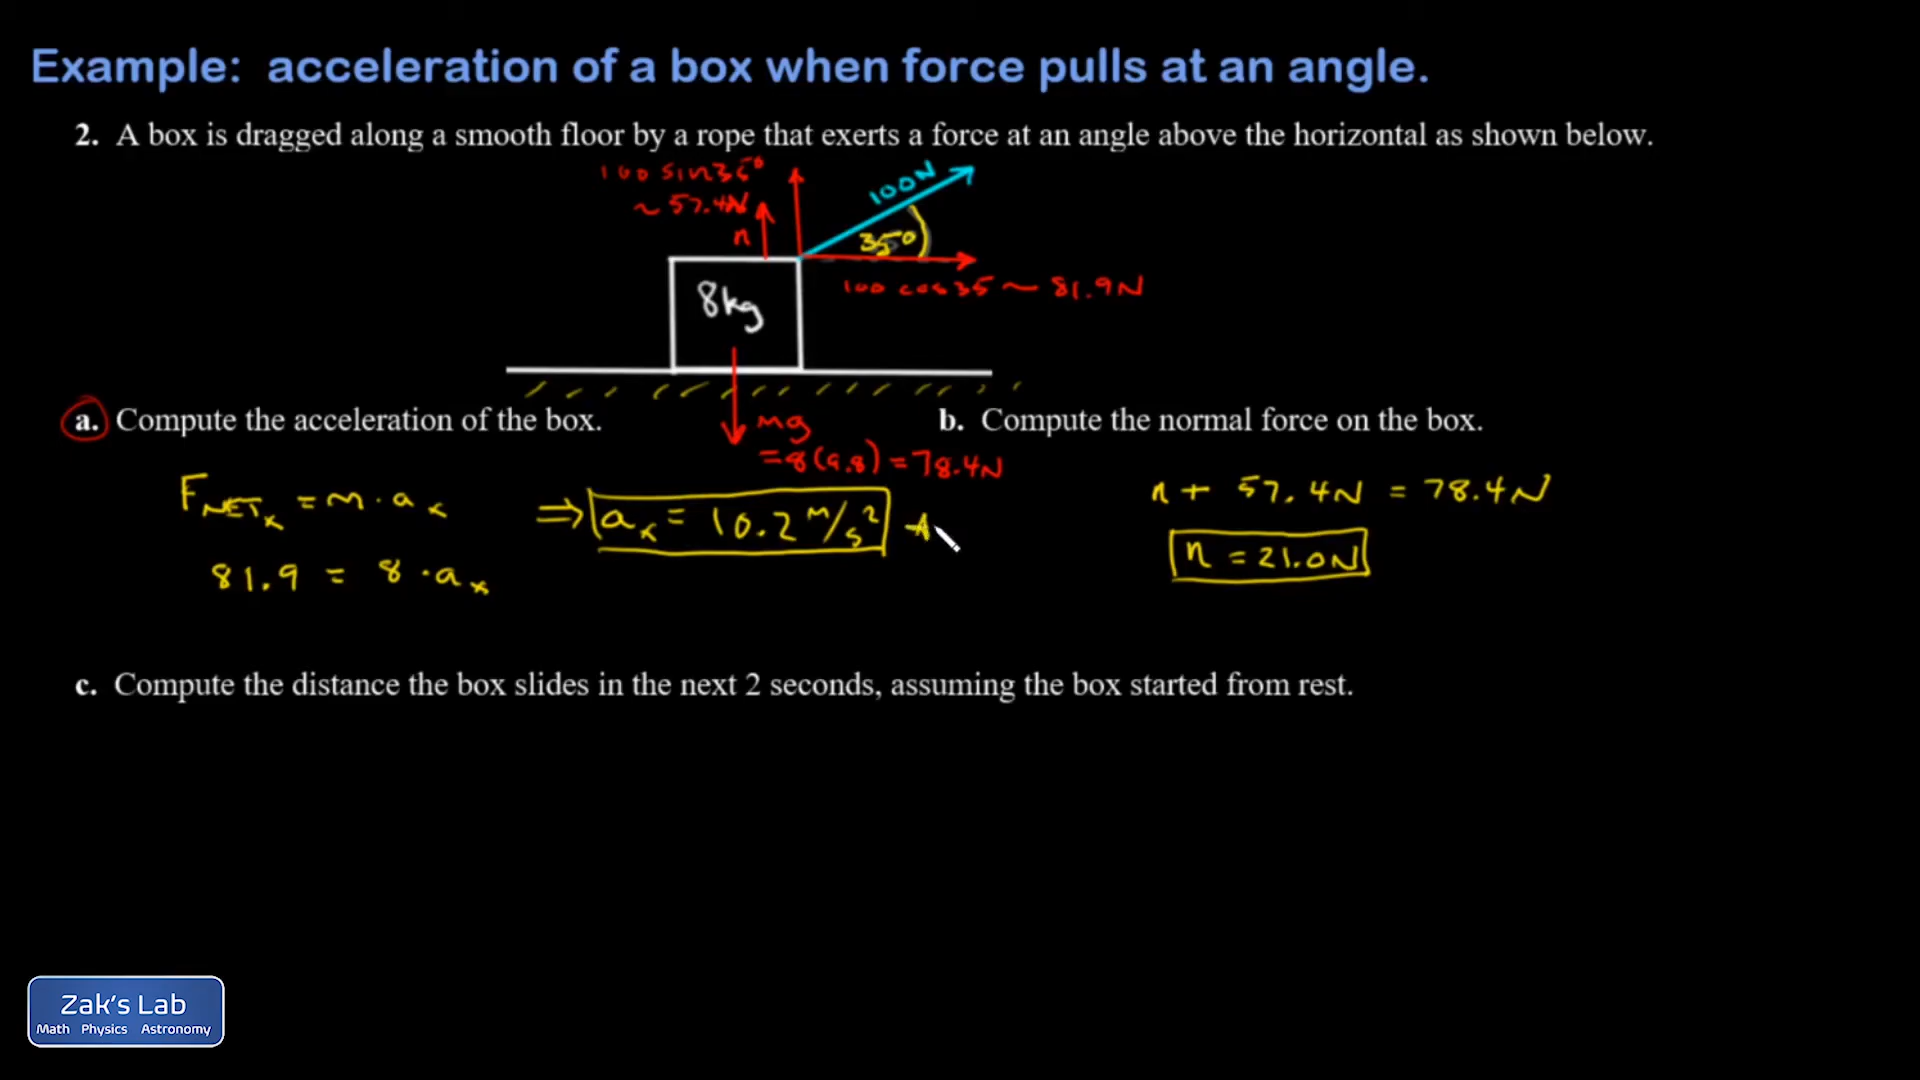 Example: acceleration of a box when force pulls at an angle.
2. A box is dragged along a smooth floor by a rope that exerts a force at an angle above the horizontal as shown below.
100 sin35°
~ 57.4N
100N
n
35°
100 cos35 ~ 81.9N
8kg
a. Compute the acceleration of the box.
b. Compute the normal force on the box.
mg
=8(9.8)=78.4N
F_NETx = m·a_x
⇒ a_x = 10.2 m/s²
n + 57.4N = 78.4N
81.9 = 8·a_x
n = 21.0N
c. Compute the distance the box slides in the next 2 seconds, assuming the box started from rest.
Zak's Lab
Math Physics Astronomy